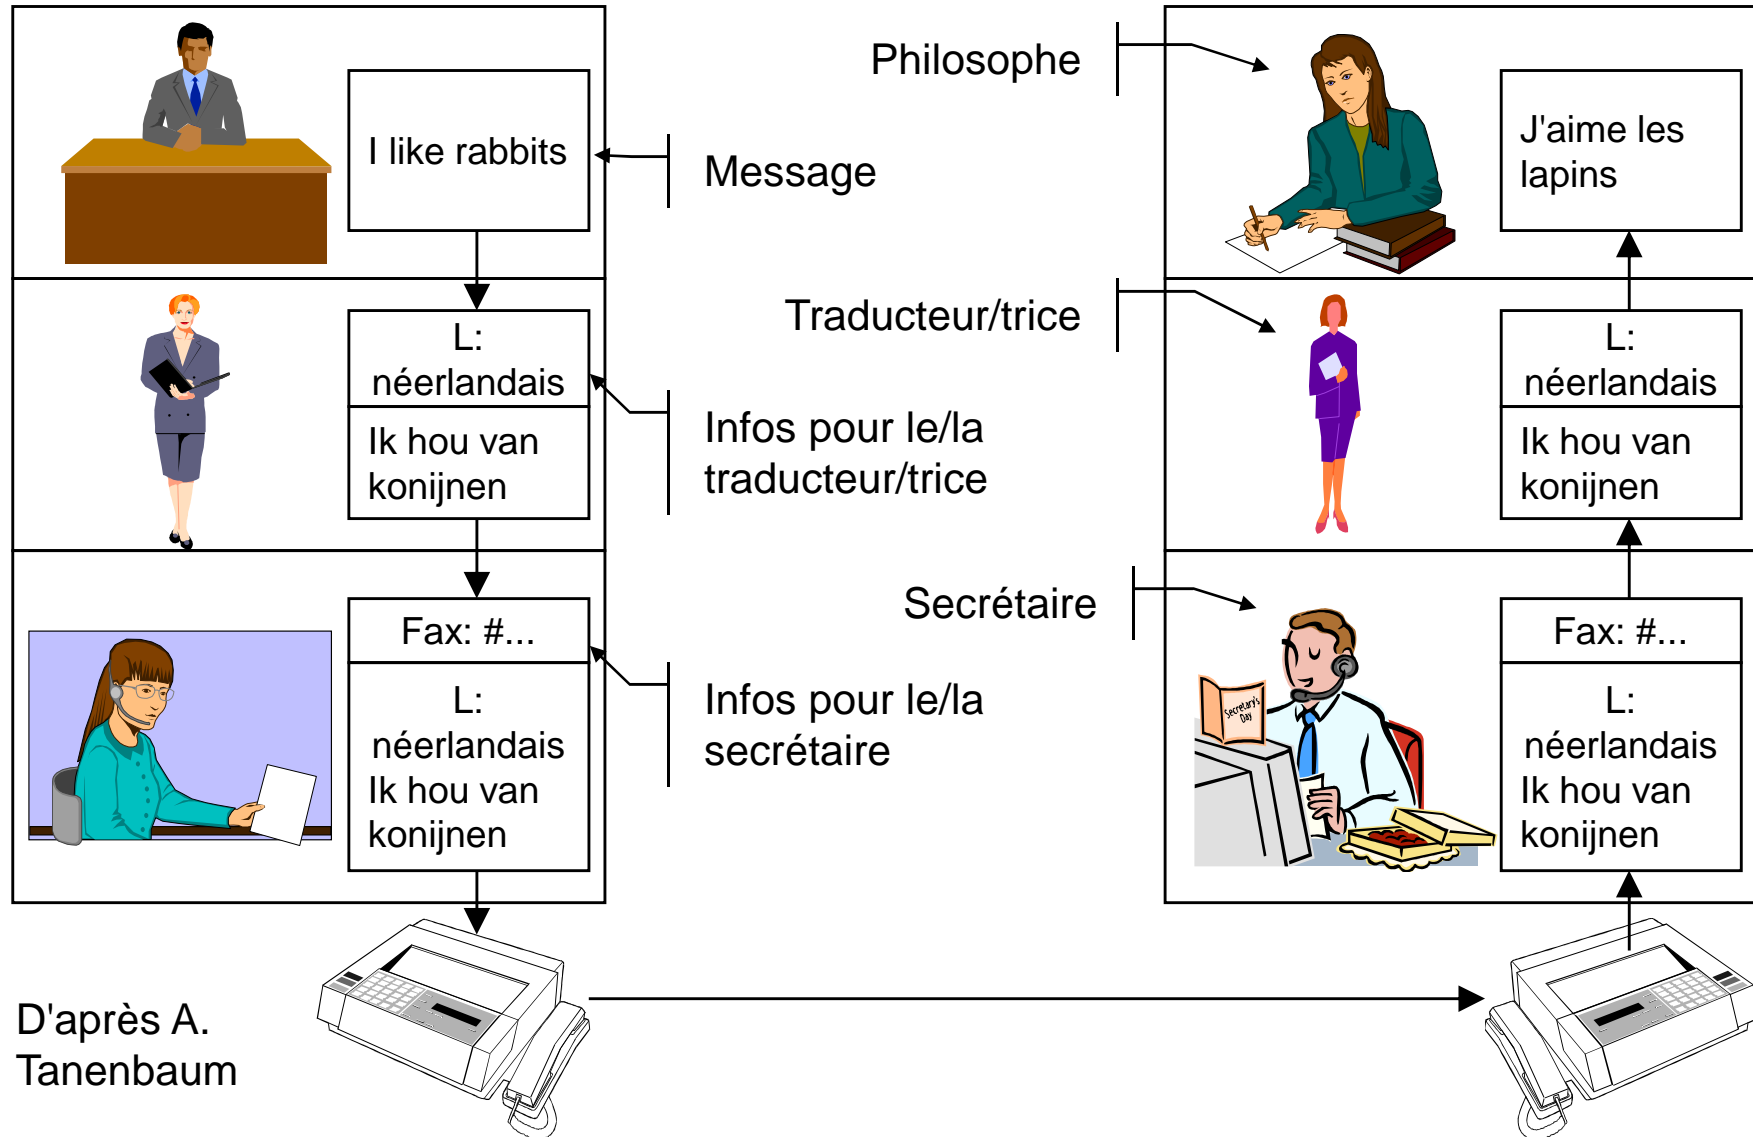 I like rabbits
Message
L:
néerlandais
Ik hou van
konijnen
Infos pour le/la
traducteur/trice
Fax: #...
L:
néerlandais
Ik hou van
konijnen
Infos pour le/la
secrétaire
D'après A.
Tanenbaum
Philosophe
J'aime les
lapins
Traducteur/trice
L:
néerlandais
Ik hou van
konijnen
Secrétaire
Secretary's
Day
Fax: #...
L:
néerlandais
Ik hou van
konijnen